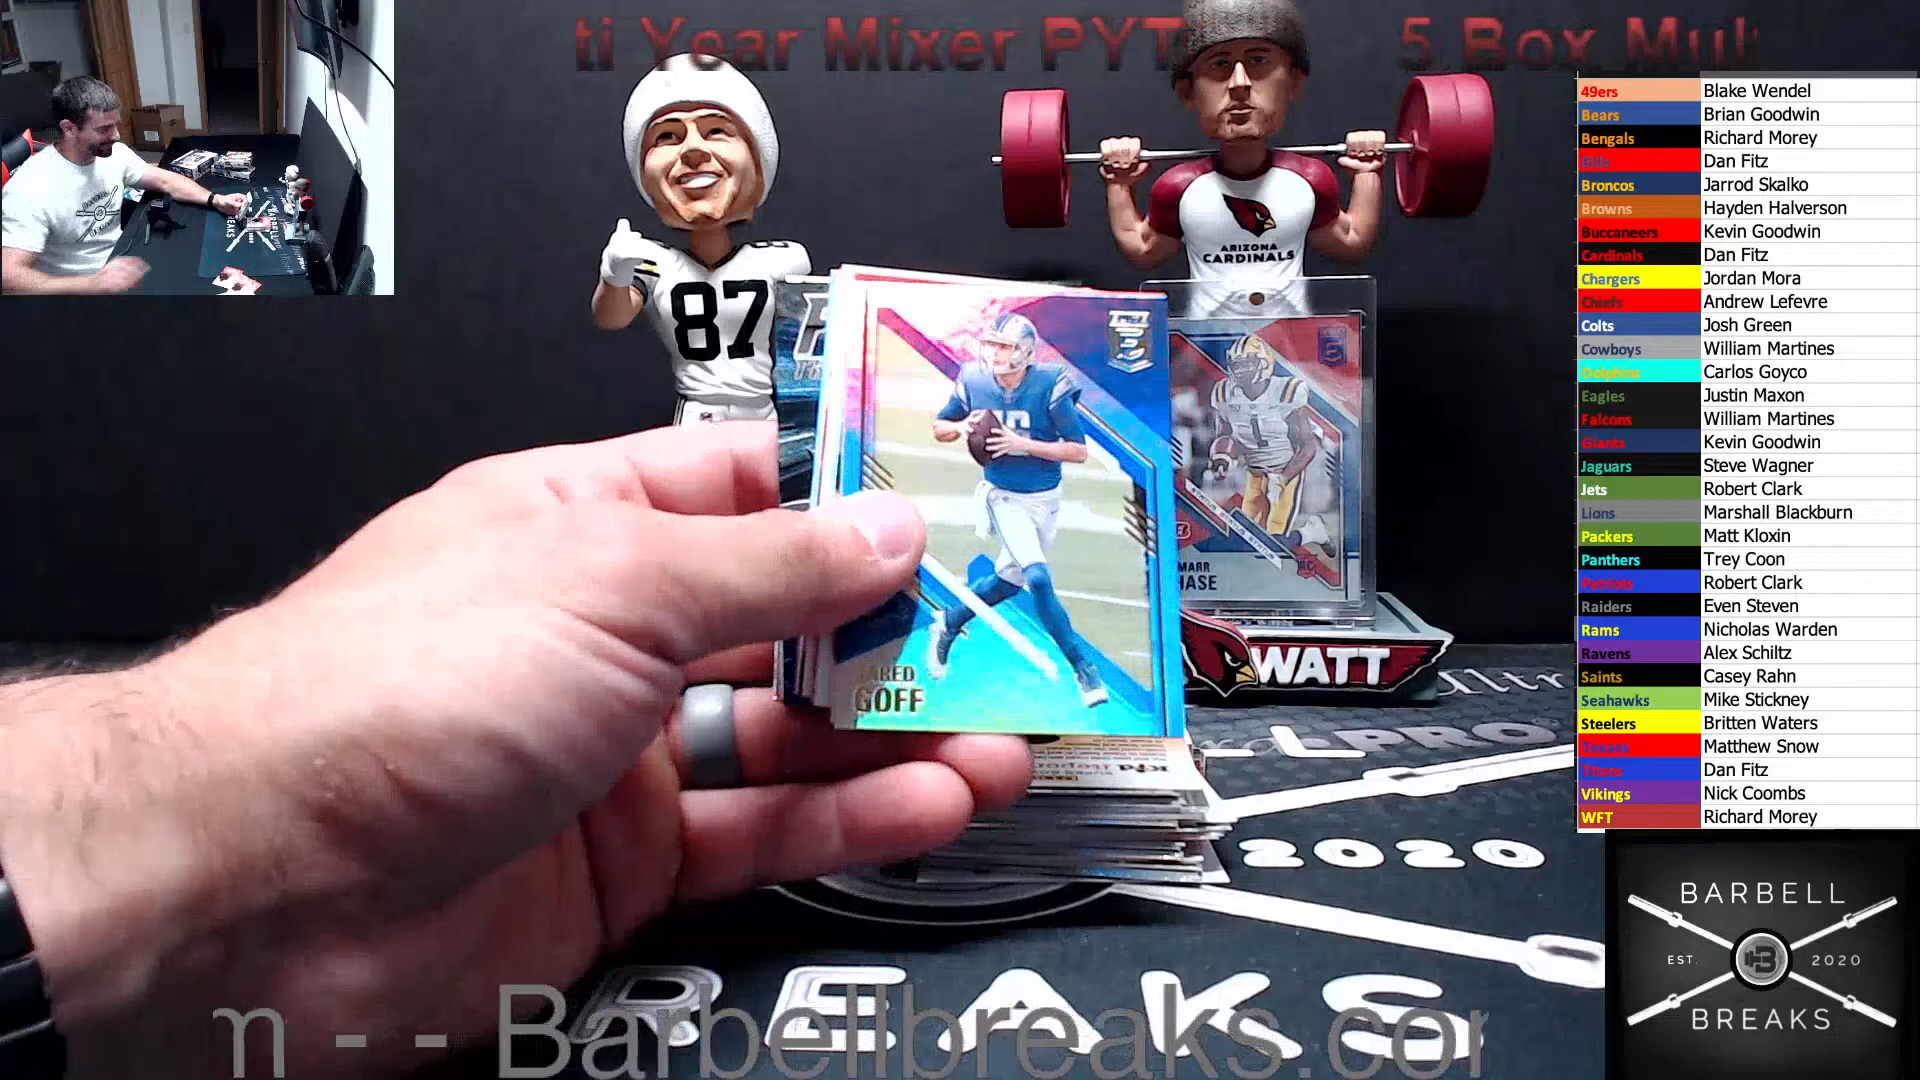 ti Year Mixer PYT 5 Box Mul
49ers Blake Wendel
Bears Brian Goodwin
Bengals Richard Morey
Bills Dan Fitz
Broncos Jarrod Skalko
Browns Hayden Halverson
Buccaneers Kevin Goodwin
Cardinals Dan Fitz
Chargers Jordan Mora
Chiefs Andrew Lefevre
Colts Josh Green
Cowboys William Martines
Dolphins Carlos Goyco
Eagles Justin Maxon
Falcons William Martines
Giants Kevin Goodwin
Jaguars Steve Wagner
Jets Robert Clark
Lions Marshall Blackburn
Packers Matt Kloxin
Panthers Trey Coon
Patriots Robert Clark
Raiders Even Steven
Rams Nicholas Warden
Ravens Alex Schiltz
Saints Casey Rahn
Seahawks Mike Stickney
Steelers Britten Waters
Texans Matthew Snow
Titans Dan Fitz
Vikings Nick Coombs
WFT Richard Morey
ARIZONA
CARDINALS
87
1
JARED
GOFF
MARR
HASE
RC
WATT
Ultr
PRO
2020
BREAKS
m - - Barbellbreaks.com
BARBELL
EST. B 2020
BREAKS